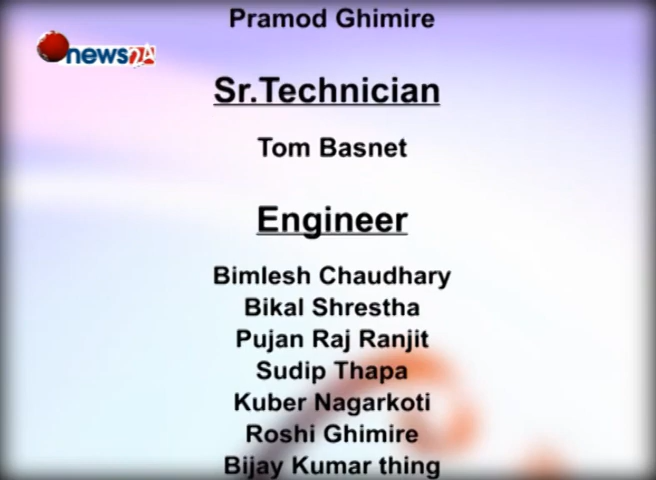 Pramod Ghimire
news24
Sr.Technician
Tom Basnet
Engineer
Bimlesh Chaudhary
Bikal Shrestha
Pujan Raj Ranjit
Sudip Thapa
Kuber Nagarkoti
Roshi Ghimire
Bijay Kumar thing